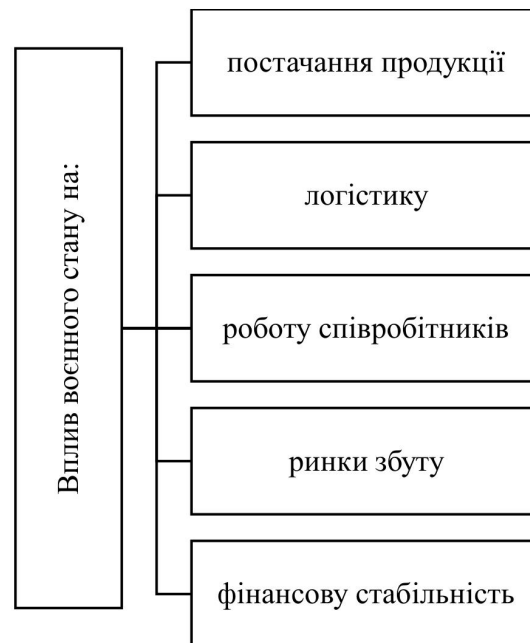 Вплив воєнного стану на:
постачання продукції
логістику
роботу співробітників
ринки збуту
фінансову стабільність